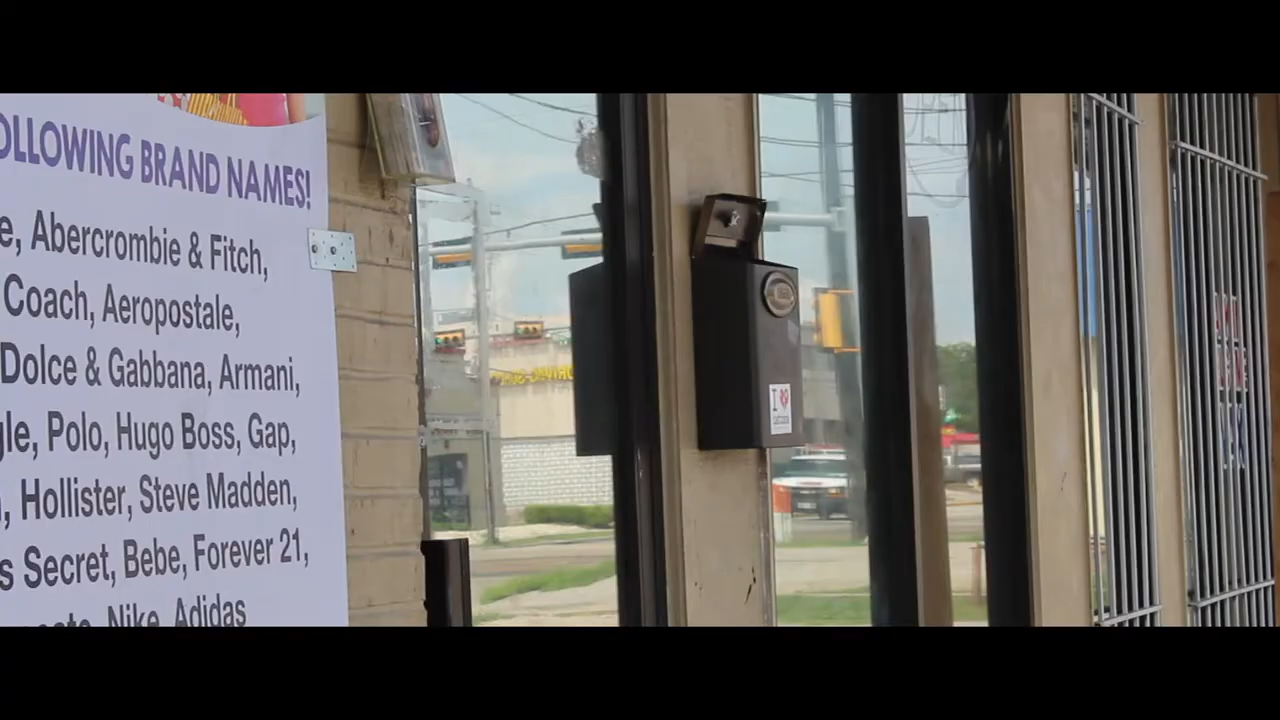 OLLOWING BRAND NAMES!
e, Abercrombie & Fitch,
Coach, Aeropostale,
Dolce & Gabbana, Armani,
gle, Polo, Hugo Boss, Gap,
, Hollister, Steve Madden,
s Secret, Bebe, Forever 21,
Nike, Adidas
I